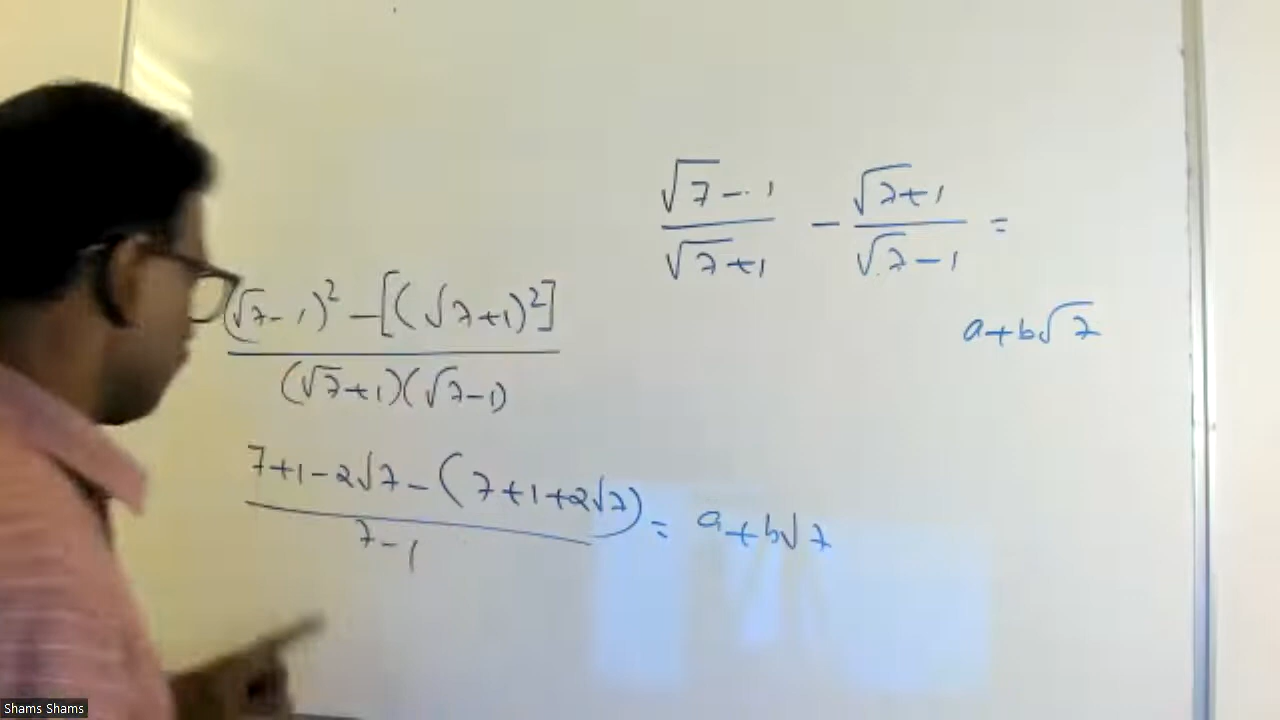 (√7-1)/(√7+1) - (√7+1)/(√7-1) =
a+b√7
((√7-1)² - [(√7+1)²])/((√7+1)(√7-1))
(7+1-2√7-(7+1+2√7))/(7-1) = a+b√7
Shams Shams